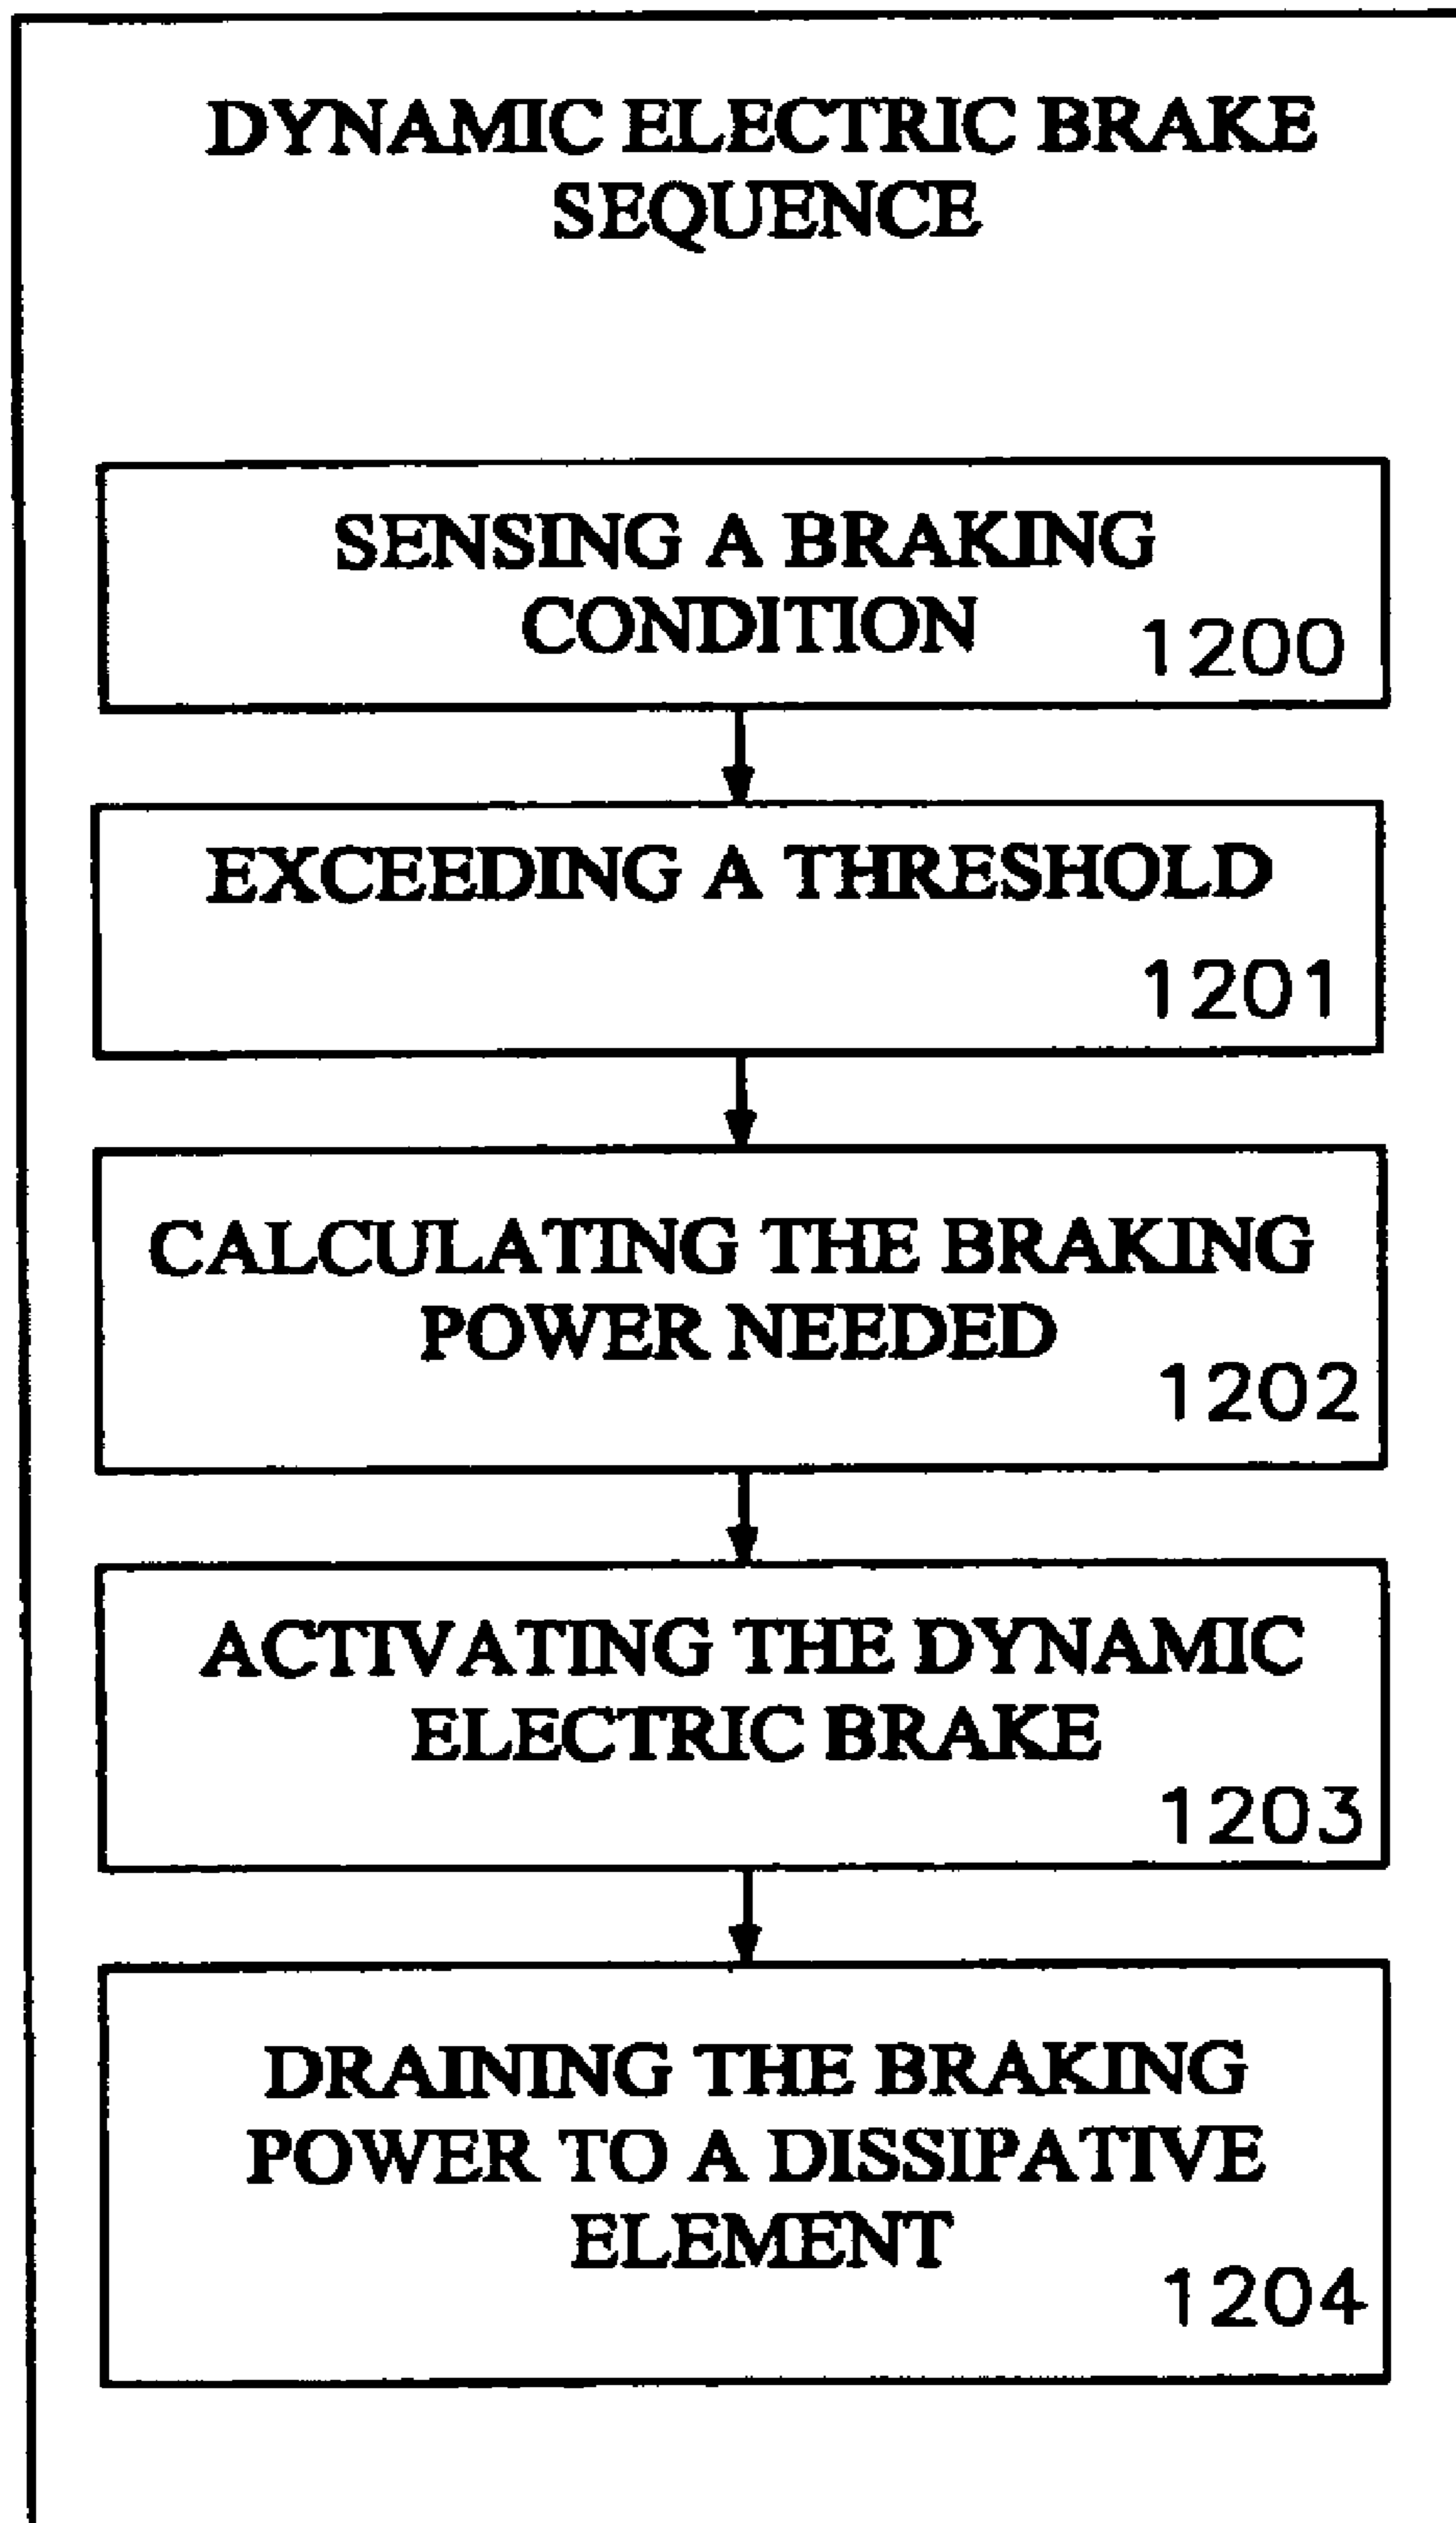 DYNAMIC ELECTRIC BRAKE
SEQUENCE
SENSING A BRAKING
CONDITION
1200
EXCEEDING A THRESHOLD
1201
CALCULATING THE BRAKING
POWER NEEDED
1202
ACTIVATING THE DYNAMIC
ELECTRIC BRAKE
1203
DRAINING THE BRAKING
POWER TO A DISSIPATIVE
ELEMENT
1204